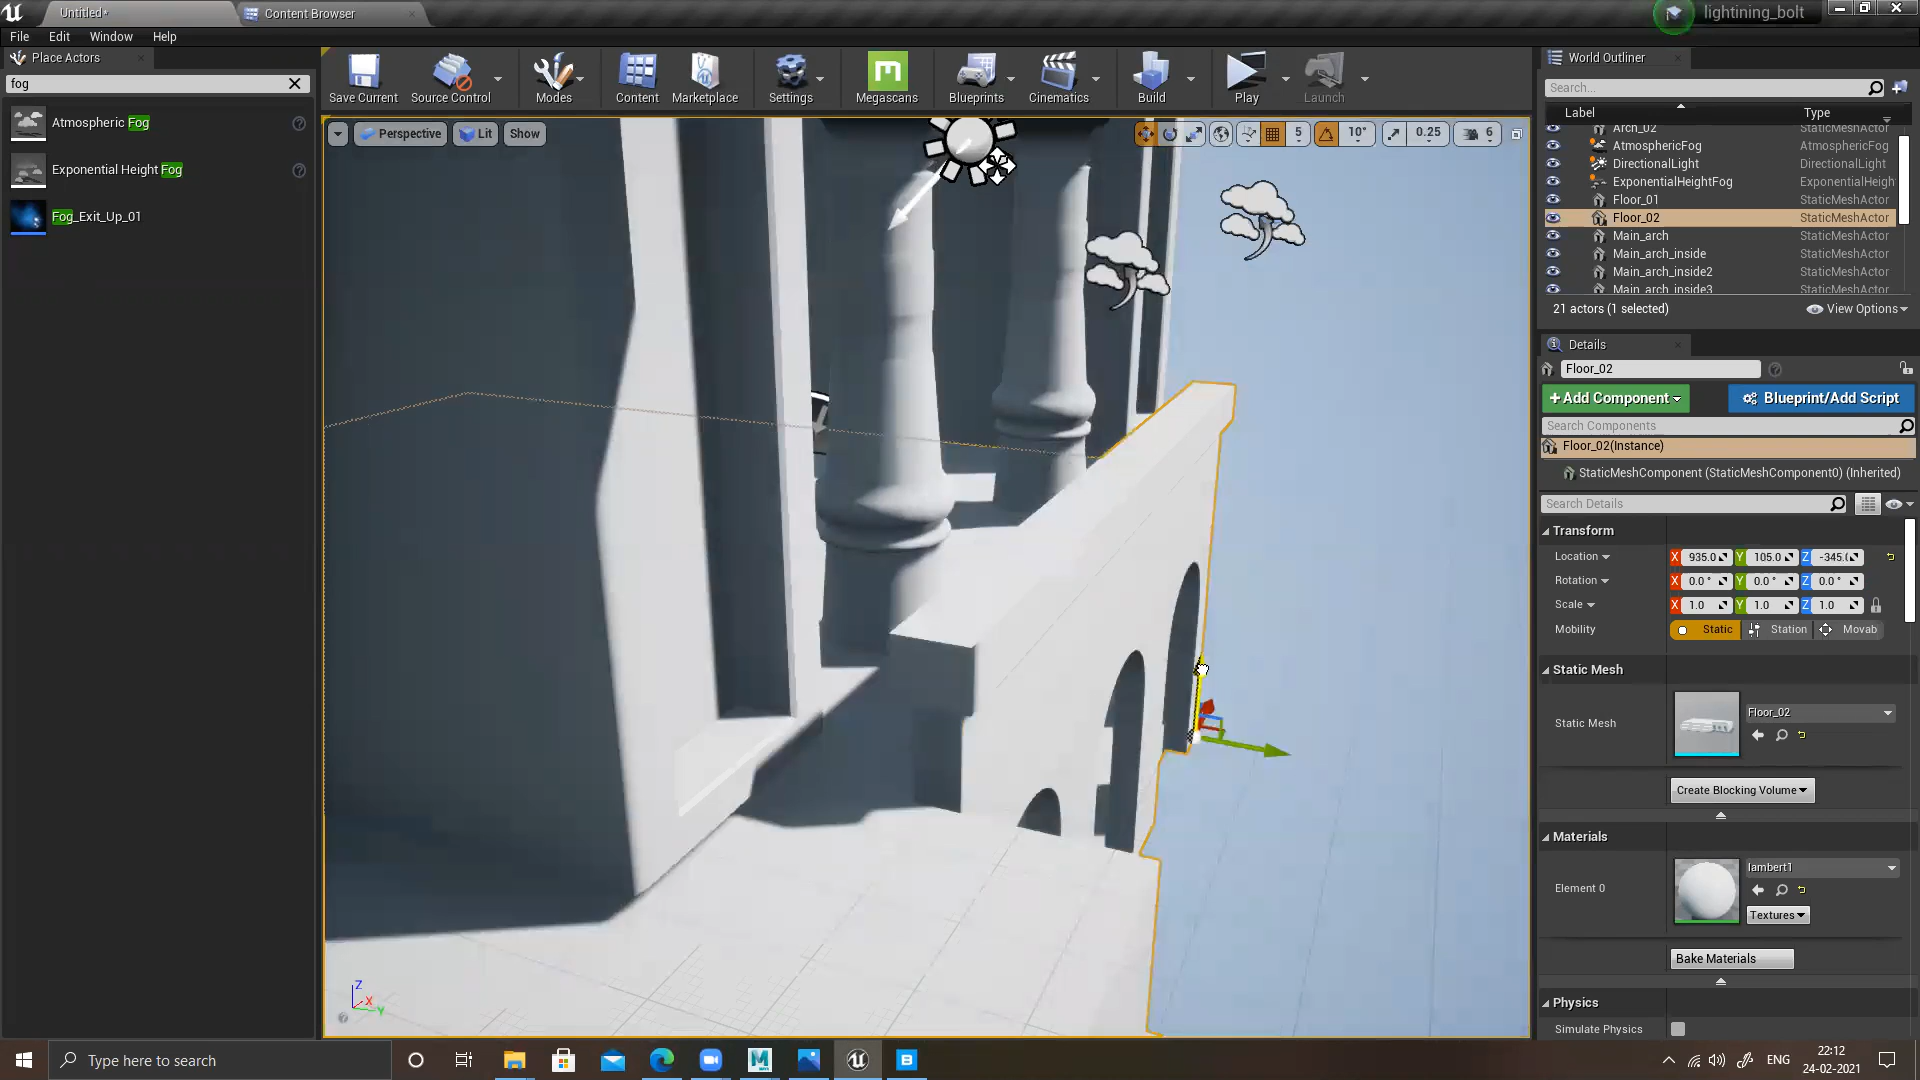 Untitled*
Content Browser
lightining_bolt
File Edit Window Help
Place Actors
fog
Atmospheric Fog
Exponential Height Fog
Fog_Exit_Up_01
Save Current
Source Control
Modes
Content
Marketplace
Settings
Megascans
Blueprints
Cinematics
Build
Play
Launch
Perspective Lit Show
5 10° 0.25 6
World Outliner
Search...
Label Type
Arch_02 StaticMeshActor
AtmosphericFog AtmosphericFog
DirectionalLight DirectionalLight
ExponentialHeightFog ExponentialHeigh
Floor_01 StaticMeshActor
Floor_02 StaticMeshActor
Main_arch StaticMeshActor
Main_arch_inside StaticMeshActor
Main_arch_inside2 StaticMeshActor
Main_arch_inside3 StaticMeshActor
21 actors (1 selected) View Options
Details
Floor_02
+Add Component Blueprint/Add Script
Search Components
Floor_02(Instance)
StaticMeshComponent (StaticMeshComponent0) (Inherited)
Search Details
Transform
Location X 935.0 Y 105.0 Z -345.(
Rotation X 0.0 ° Y 0.0 ° Z 0.0 °
Scale X 1.0 Y 1.0 Z 1.0
Mobility Static Station Movab
Static Mesh
Static Mesh Floor_02
Create Blocking Volume
Materials
Element 0 lambert1
Textures
Bake Materials
Physics
Simulate Physics
Z
X
Y
Type here to search
ENG
22:12
24-02-2021